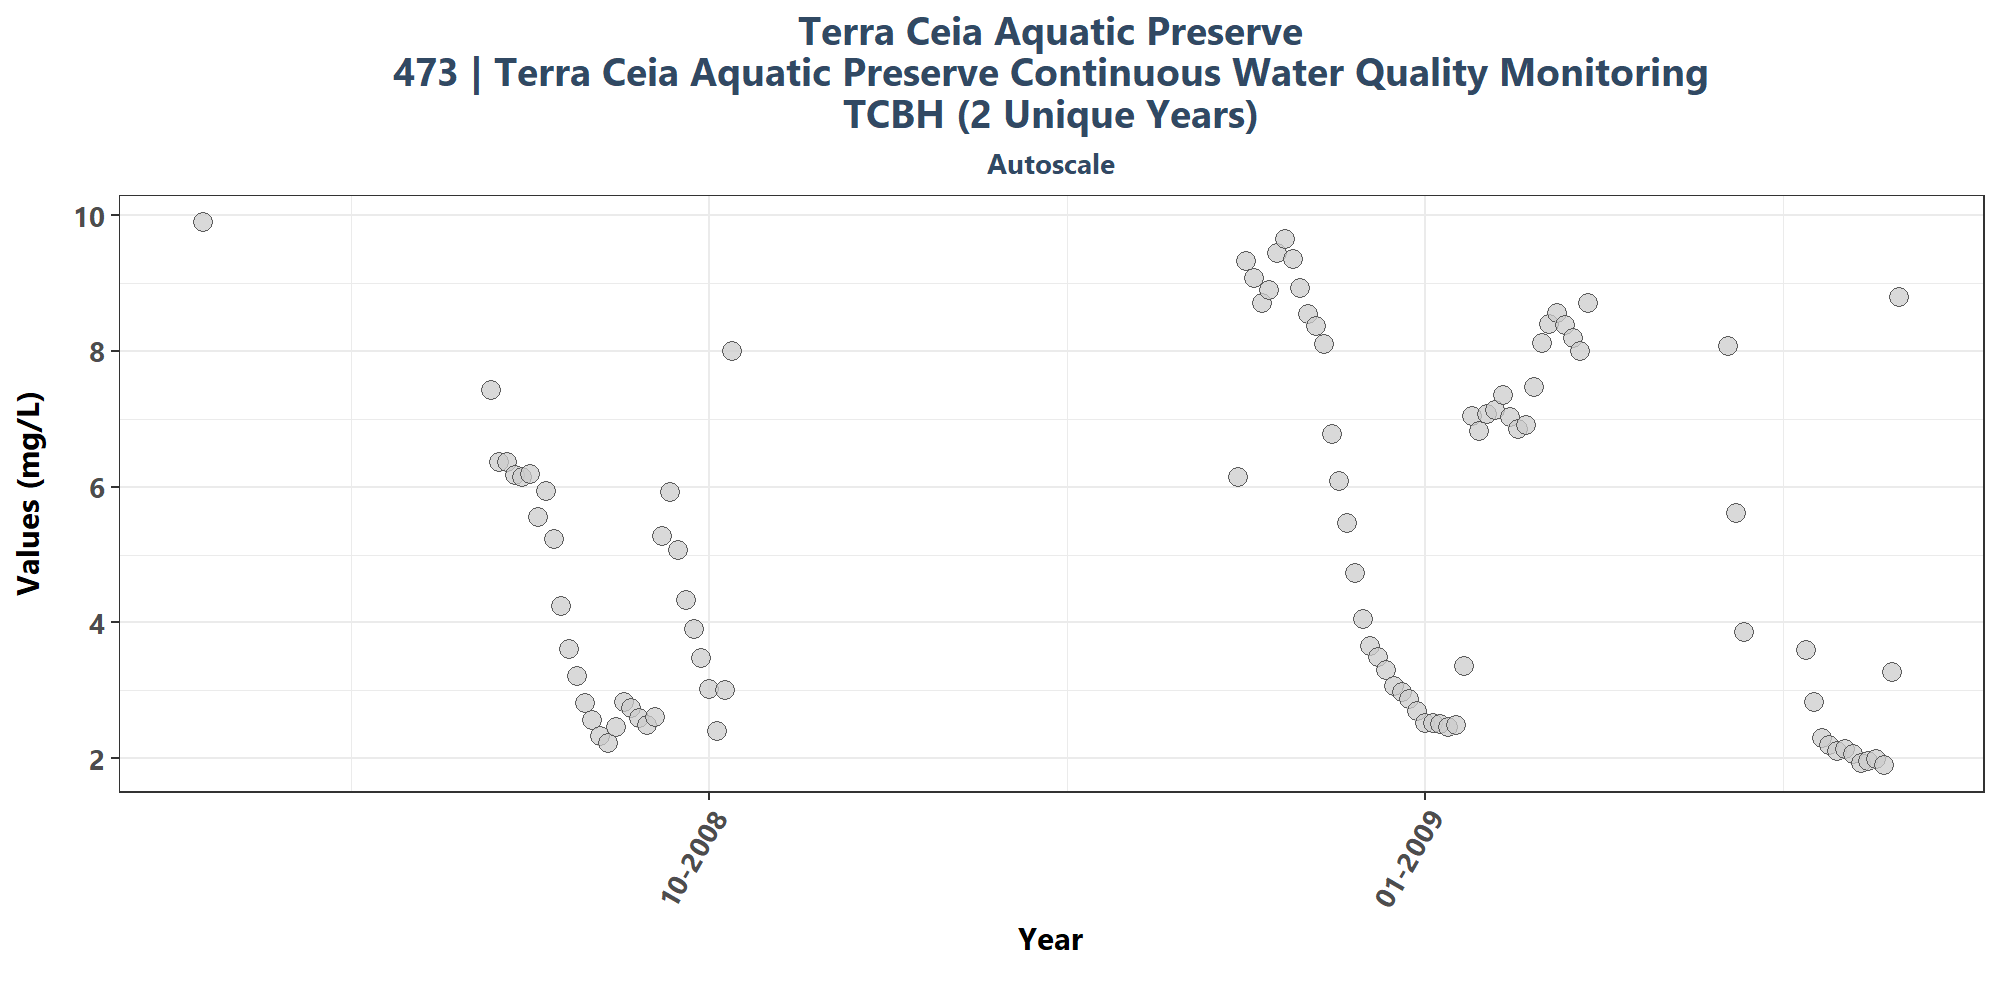 Terra Ceia Aquatic Preserve
473 | Terra Ceia Aquatic Preserve Continuous Water Quality Monitoring
TCBH (2 Unique Years)
Autoscale
Values (mg/L)
10
8
6
4
2
10-2008
01-2009
Year